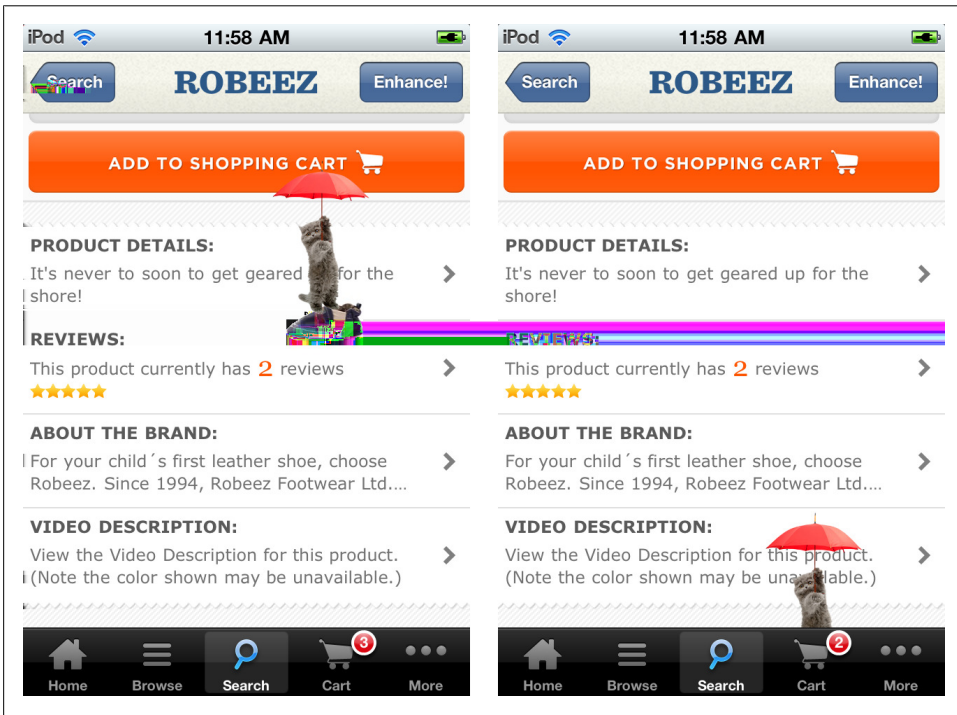 iPod 11:58 AM
Search ROBEEZ Enhance!
ADD TO SHOPPING CART
PRODUCT DETAILS:
It's never to soon to get geared for the
shore!
REVIEWS:
This product currently has 2 reviews
ABOUT THE BRAND:
For your child´s first leather shoe, choose
Robeez. Since 1994, Robeez Footwear Ltd....
VIDEO DESCRIPTION:
View the Video Description for this product.
(Note the color shown may be unavailable.)
3
Home Browse Search Cart More
iPod 11:58 AM
Search ROBEEZ Enhance!
ADD TO SHOPPING CART
PRODUCT DETAILS:
It's never to soon to get geared up for the
shore!
REVIEWS:
This product currently has 2 reviews
ABOUT THE BRAND:
For your child´s first leather shoe, choose
Robeez. Since 1994, Robeez Footwear Ltd....
VIDEO DESCRIPTION:
View the Video Description for this product.
(Note the color shown may be unavailable.)
2
Home Browse Search Cart More